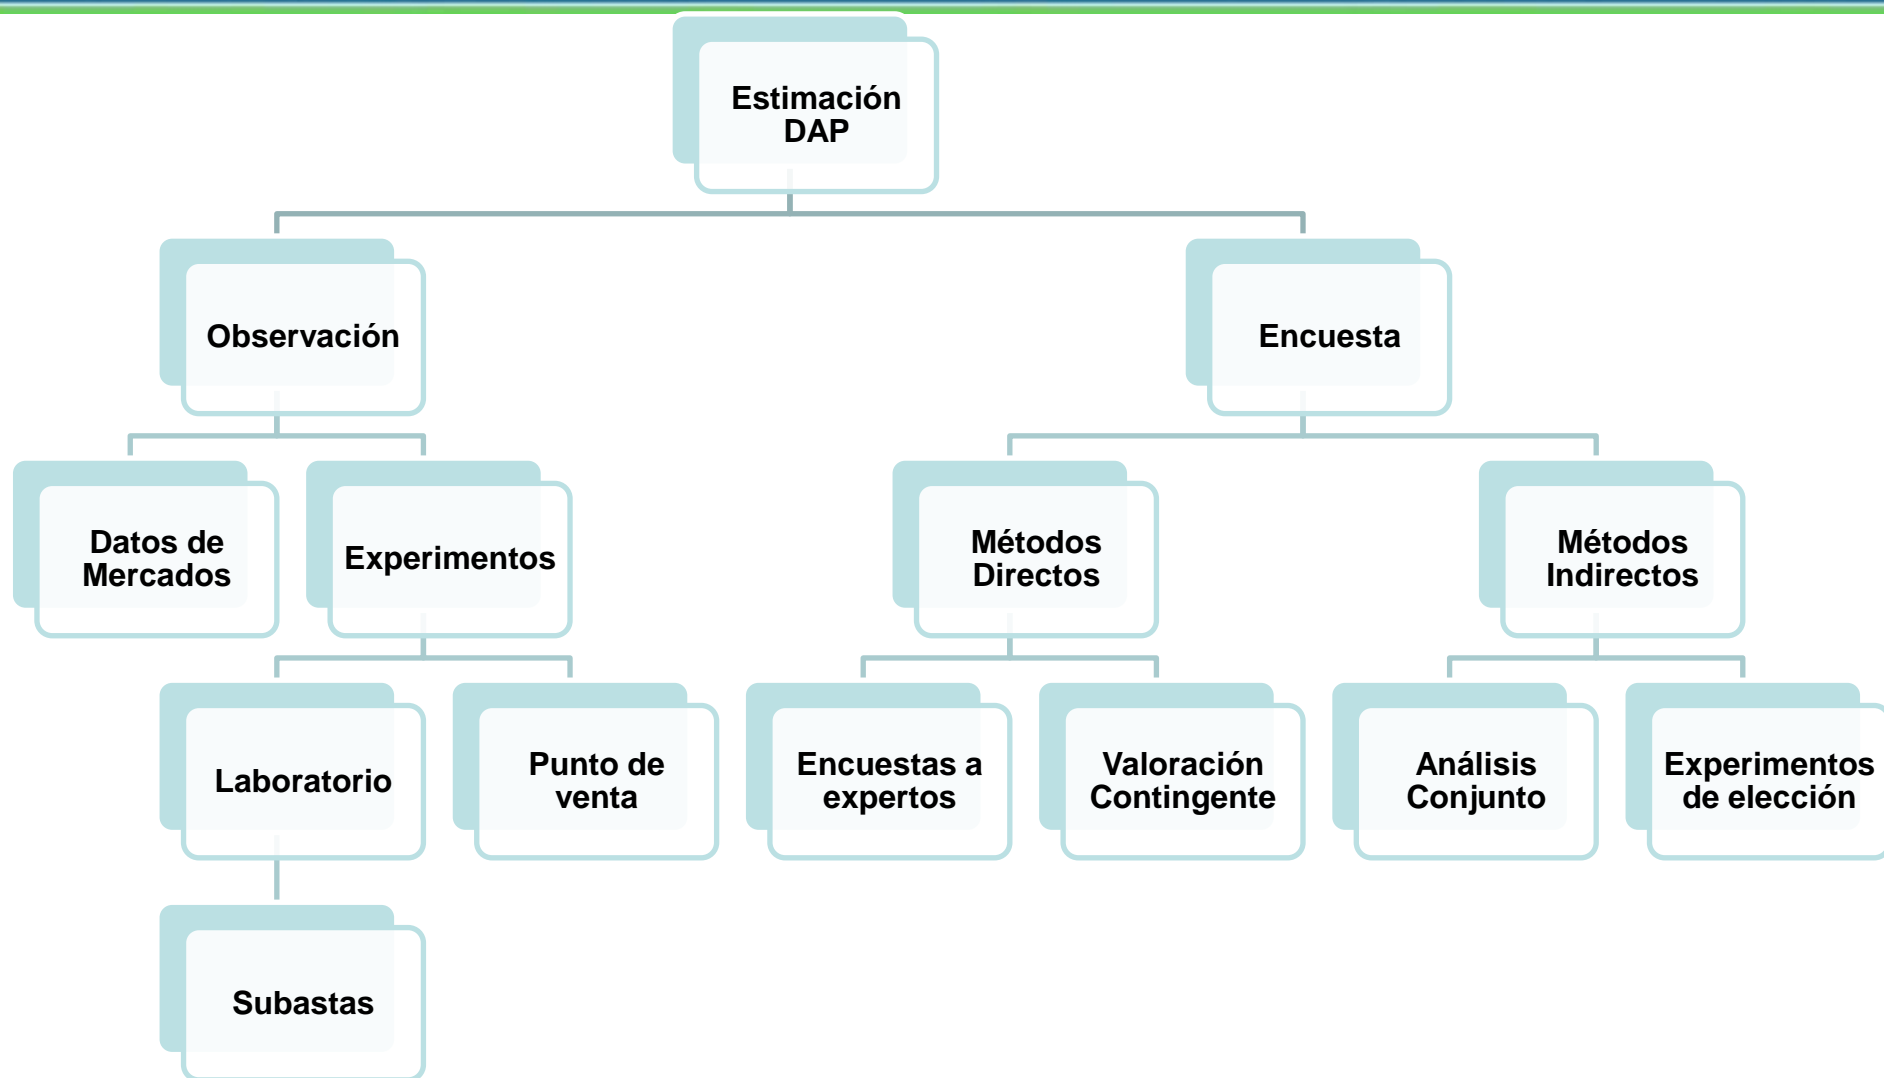 Estimación
DAP
Observación
Encuesta
Datos de
Mercados
Experimentos
Métodos
Directos
Métodos
Indirectos
Laboratorio
Punto de
venta
Encuestas a
expertos
Valoración
Contingente
Análisis
Conjunto
Experimentos
de elección
Subastas